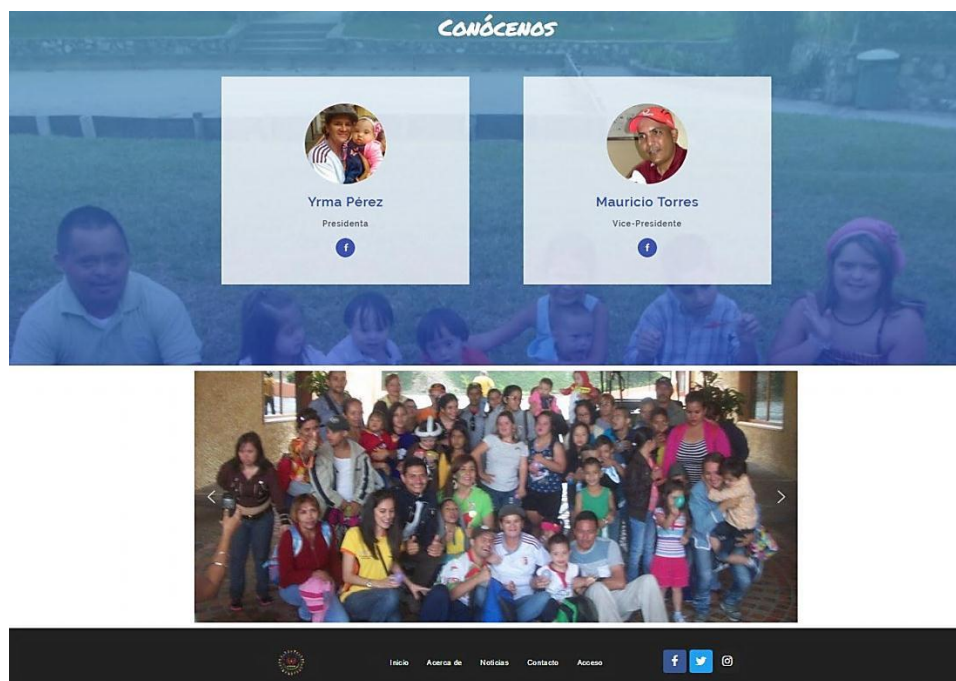 CONÓCENOS
Yrma Pérez
Presidenta
f
Mauricio Torres
Vice-Presidente
f
Inicio Acerca de Noticias Contacto Acceso
f